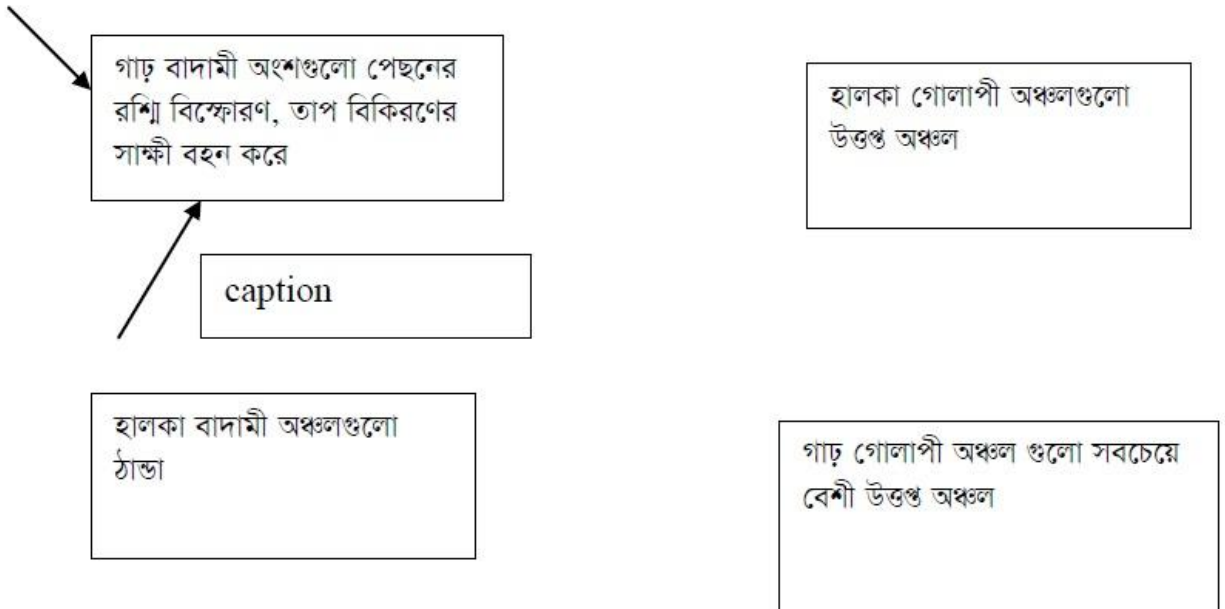 গাঢ় বাদামী অংশগুলো পেছনের
রশ্মি বিস্ফোরণ, তাপ বিকিরণের
সাক্ষী বহন করে
হালকা গোলাপী অঞ্চলগুলো
উত্তপ্ত অঞ্চল
caption
হালকা বাদামী অঞ্চলগুলো
ঠান্ডা
গাঢ় গোলাপী অঞ্চল গুলো সবচেয়ে
বেশী উত্তপ্ত অঞ্চল